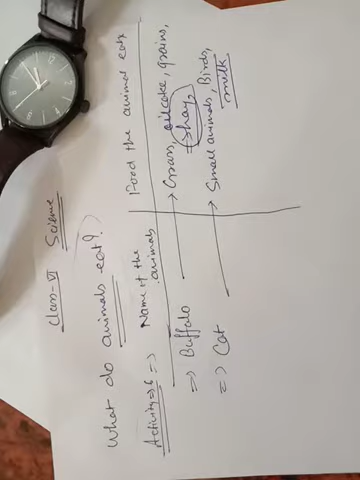 Class-VI Science
What do animals eat?
Activity⇒6 ⇒ Name of the animals Food the animal eats
⇒ Buffalo → Grass, oilcake, grains,
⇒ hay,
⇒ Cat → Small animals, Birds,
milk